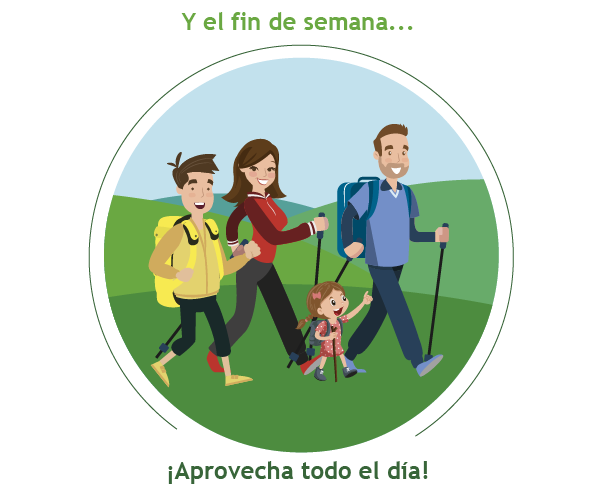 Y el fin de semana...
¡Aprovecha todo el día!